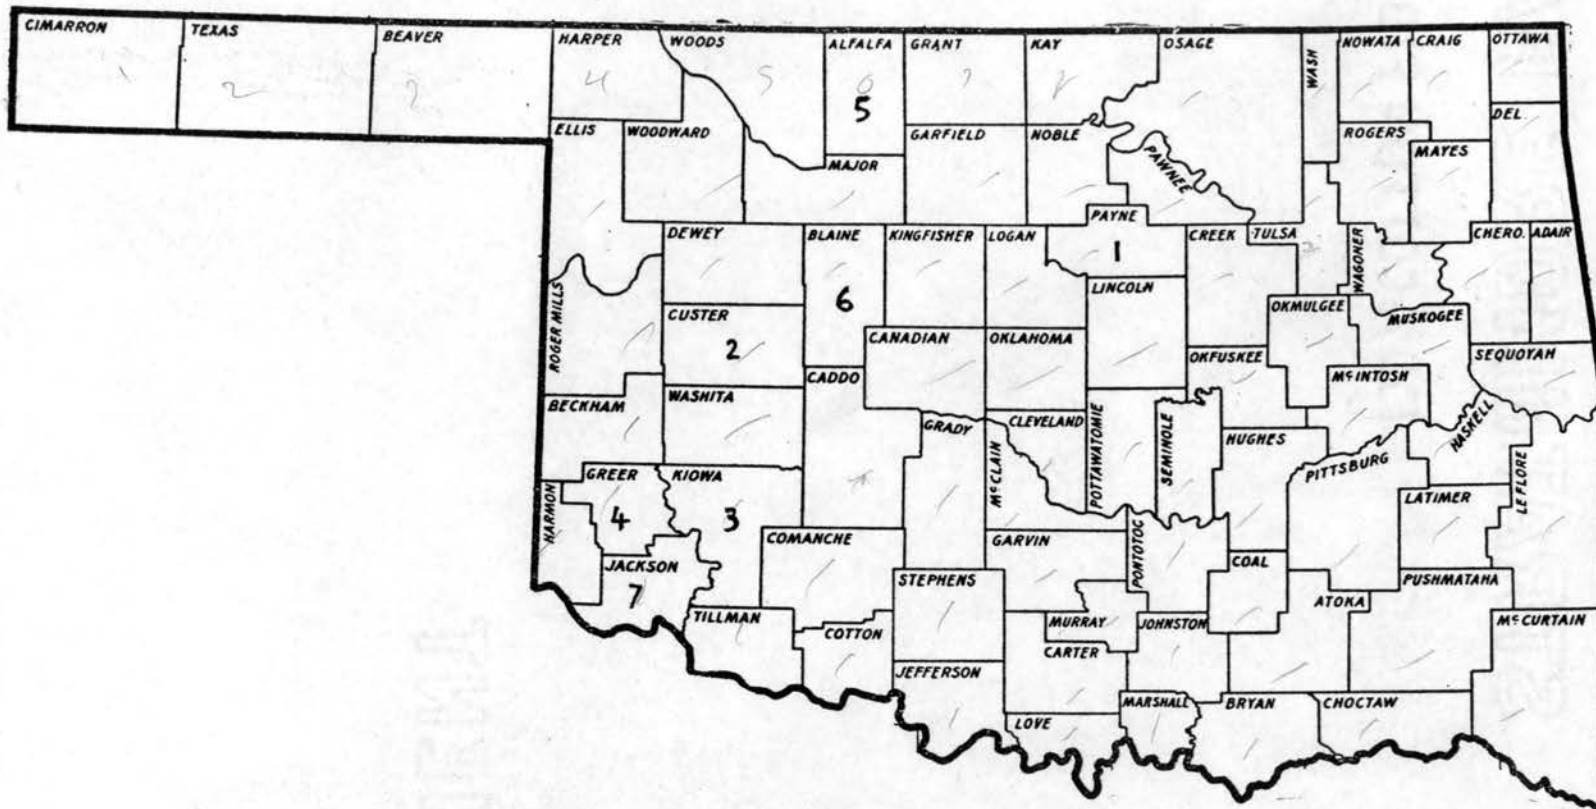 CIMARRON
TEXAS
BEAVER
HARPER
WOODS
ALFALFA
GRANT
KAY
OSAGE
WASH
NOWATA
CRAIG
OTTAWA
2
4
5
5
ELLIS
WOODWARD
MAJOR
GARFIELD
NOBLE
PAWNEE
ROGERS
MAYES
DEL.
DEWEY
BLAINE
KINGFISHER
LOGAN
PAYNE
CREEK
TULSA
WAGONER
CHERO.
ADAIR
1
6
ROGER MILLS
CUSTER
2
CANADIAN
OKLAHOMA
LINCOLN
OKMULGEE
MUSKOGEE
OKFUSKEE
McINTOSH
SEQUOYAH
BECKHAM
WASHITA
CADDO
GRADY
CLEVELAND
McCLAIN
POTTAWATOMIE
SEMINOLE
HUGHES
PITTSBURG
HASKELL
LE FLORE
HARMON
GREER
4
KIOWA
3
LATIMER
JACKSON
7
COMANCHE
GARVIN
PONTOTOC
COAL
STEPHENS
PUSHMATAHA
ATOKA
TILLMAN
COTTON
MURRAY
JOHNSTON
McCURTAIN
CARTER
JEFFERSON
LOVE
MARSHALL
BRYAN
CHOCTAW